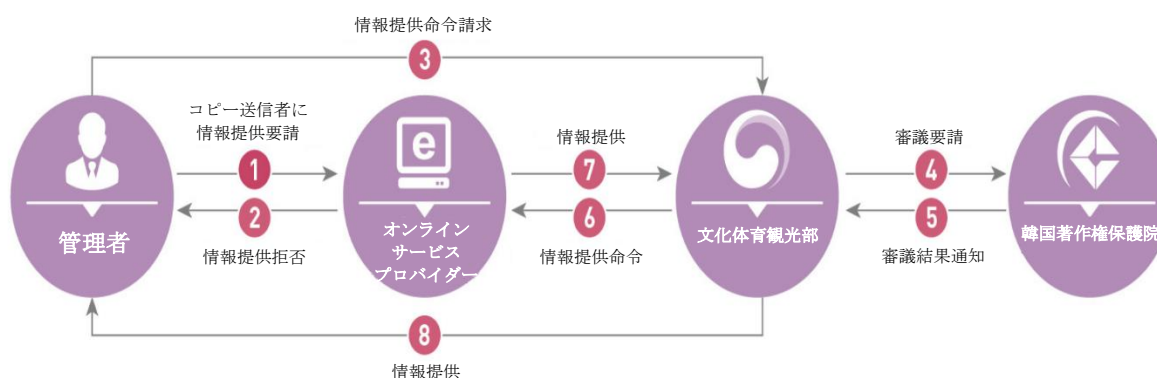 情報提供命令請求
3
コピー送信者に
情報提供要請
1
2
情報提供拒否
管理者
e
オンライン
サービス
プロバイダー
情報提供
7
6
情報提供命令
文化体育観光部
審議要請
4
5
審議結果通知
韓国著作権保護院
8
情報提供